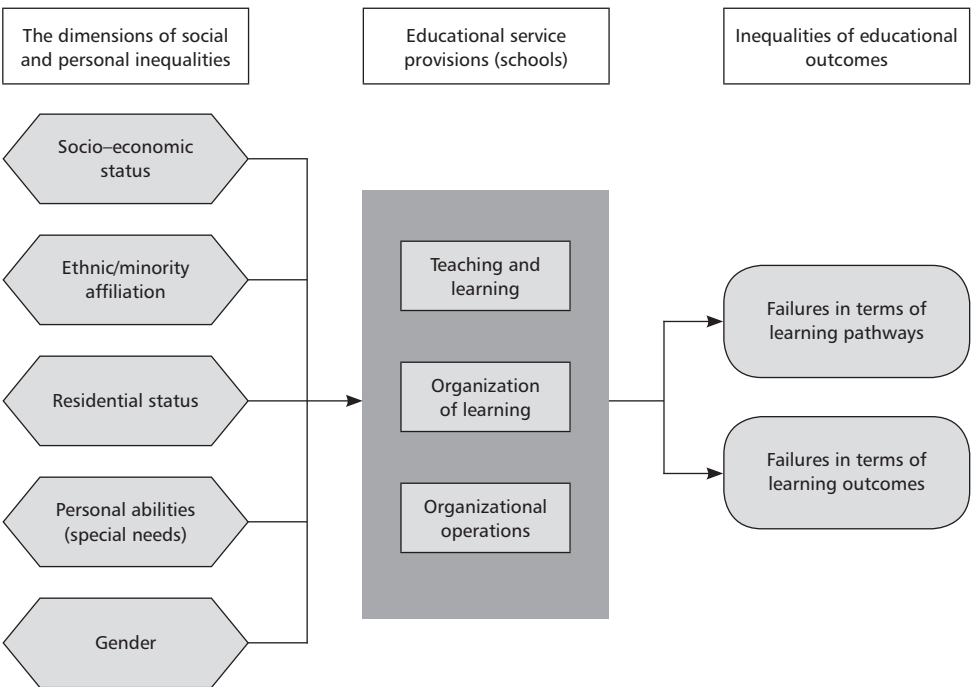 The dimensions of social
and personal inequalities
Educational service
provisions (schools)
Inequalities of educational
outcomes
Socio–economic
status
Ethnic/minority
affiliation
Residential status
Personal abilities
(special needs)
Gender
Teaching and
learning
Organization
of learning
Organizational
operations
Failures in terms of
learning pathways
Failures in terms of
learning outcomes